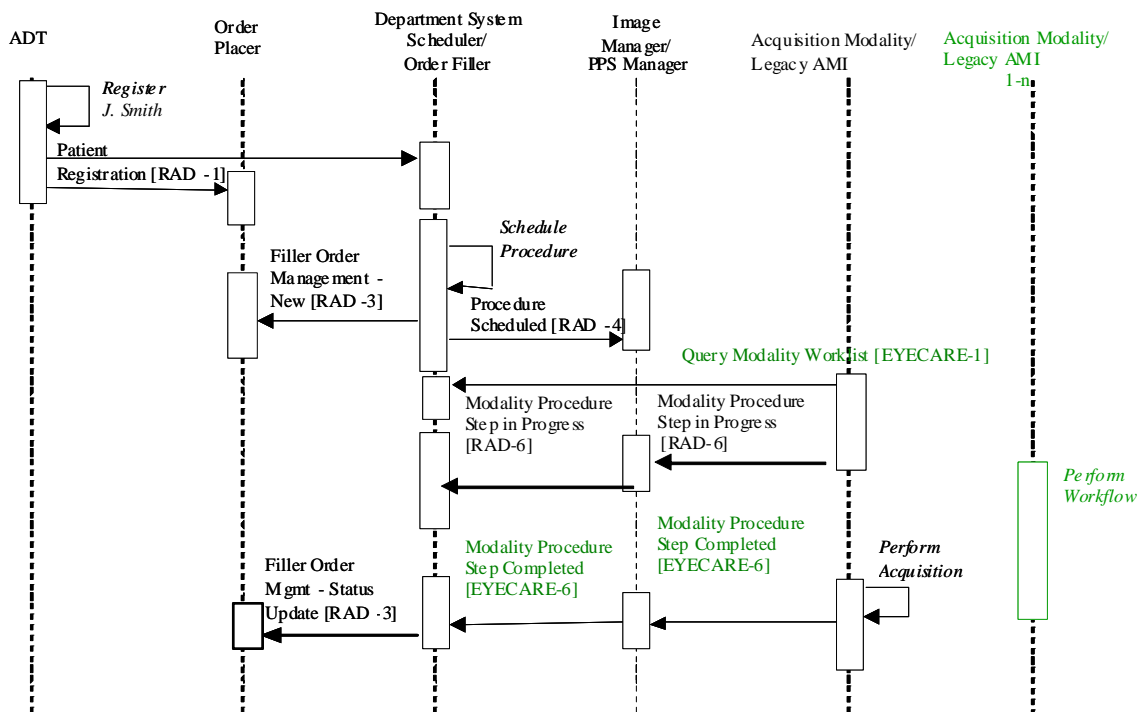 ADT
Order
Placer
Department System
Scheduler/
Order Filler
Image
Manager/
PPS Manager
Acquisition Modality/
Legacy AMI
Acquisition Modality/
Legacy AMI
1-n
Register
J. Smith
Patient
Registration [RAD -1]
Schedule
Procedure
Filler Order
Management -
New [RAD -3]
Procedure
Scheduled [RAD -4]
Query Modality Worklist [EYECARE-1]
Modality Procedure
Step in Progress
[RAD-6]
Modality Procedure
Step in Progress
[RAD-6]
Perform
Workflow
Modality Procedure
Step Completed
[EYECARE-6]
Modality Procedure
Step Completed
[EYECARE-6]
Perform
Acquisition
Filler Order
Mgmt - Status
Update [RAD -3]